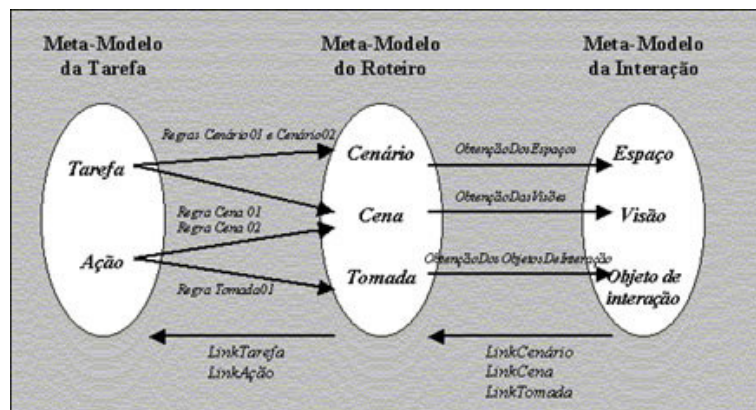 Meta-Modelo
da Tarefa
Meta-Modelo
do Roteiro
Meta-Modelo
da Interação
Regras Cenário01 e Cenário02
Tarefa
Cenário
ObtençãoDosEspaços
Espaço
Regra Cena 01
Regra Cena 02
Cena
ObtençãoDasVisões
Visão
Ação
Regra Tomada01
Tomada
ObtençãoDosObjetosDeInteração
Objeto de
interação
LinkTarefa
LinkAção
LinkCenário
LinkCena
LinkTomada